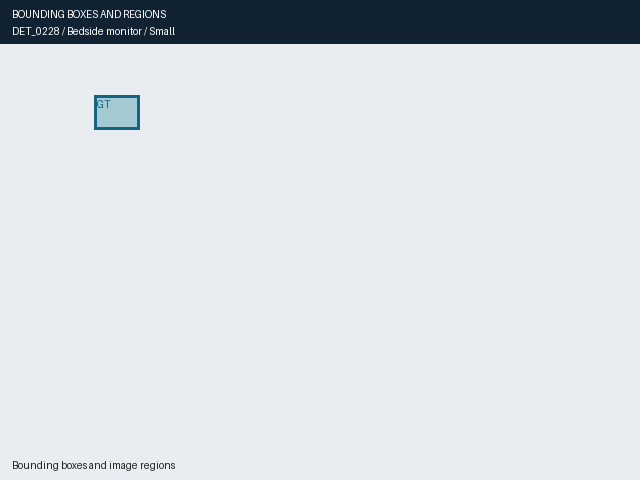 BOUNDING BOXES AND REGIONS
DET_0228 / Bedside monitor / Small
GT
Bounding boxes and image regions